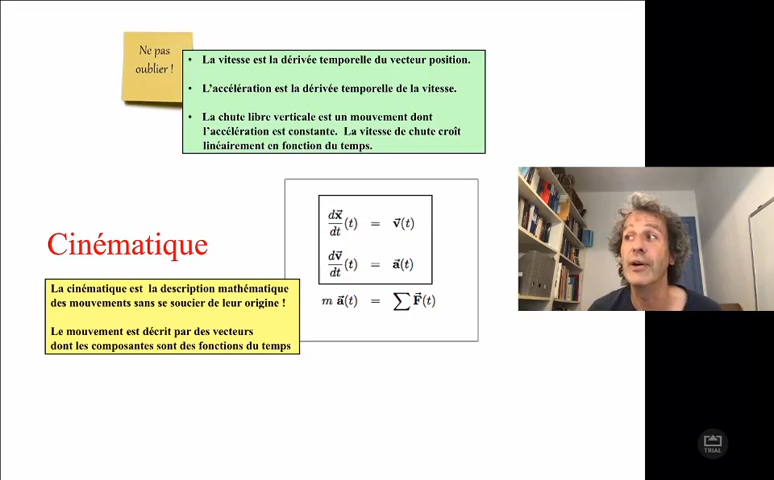 Ne pas
oublier !
• La vitesse est la dérivée temporelle du vecteur position.
• L'accélération est la dérivée temporelle de la vitesse.
• La chute libre verticale est un mouvement dont
l'accélération est constante. La vitesse de chute croît
linéairement en fonction du temps.
Cinématique
La cinématique est la description mathématique
des mouvements sans se soucier de leur origine !
Le mouvement est décrit par des vecteurs
dont les composantes sont des fonctions du temps
dx⃗/dt (t) = v⃗(t)
dv⃗/dt (t) = a⃗(t)
m a⃗(t) = ∑ F⃗(t)
TRIAL